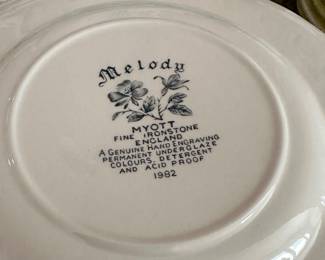 Melody
MYOTT
FINE IRONSTONE
ENGLAND
A GENUINE HAND ENGRAVING
PERMANENT UNDERGLAZE
COLOURS, DETERGENT
AND ACID PROOF
1982